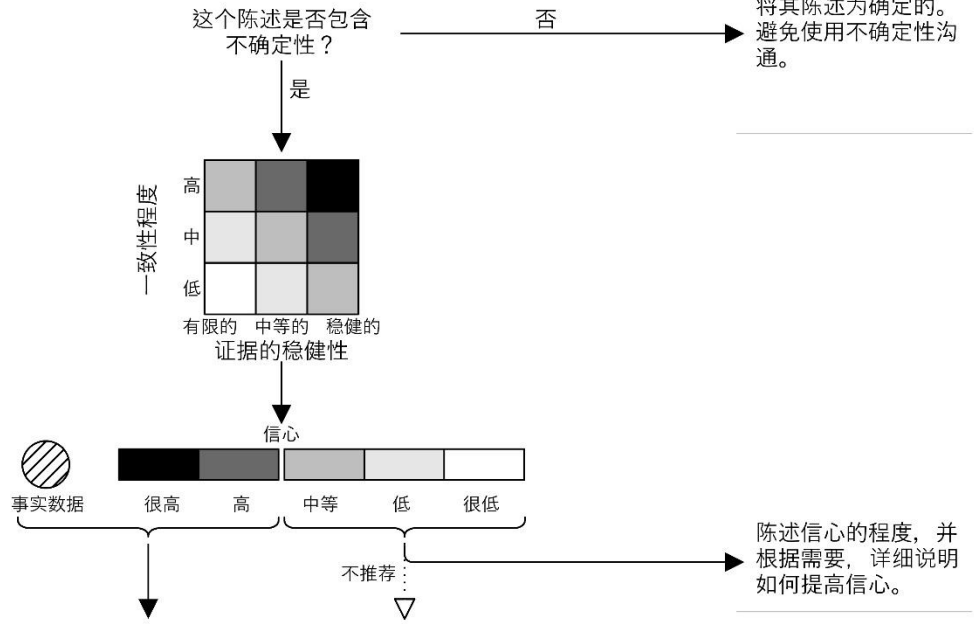 这个陈述是否包含
不确定性？
否
将其陈述为确定的。
避免使用不确定性沟
通。
是
一致性程度
高
中
低
有限的 中等的 稳健的
证据的稳健性
信心
事实数据 很高 高 中等 低 很低
不推荐
陈述信心的程度，并
根据需要，详细说明
如何提高信心。